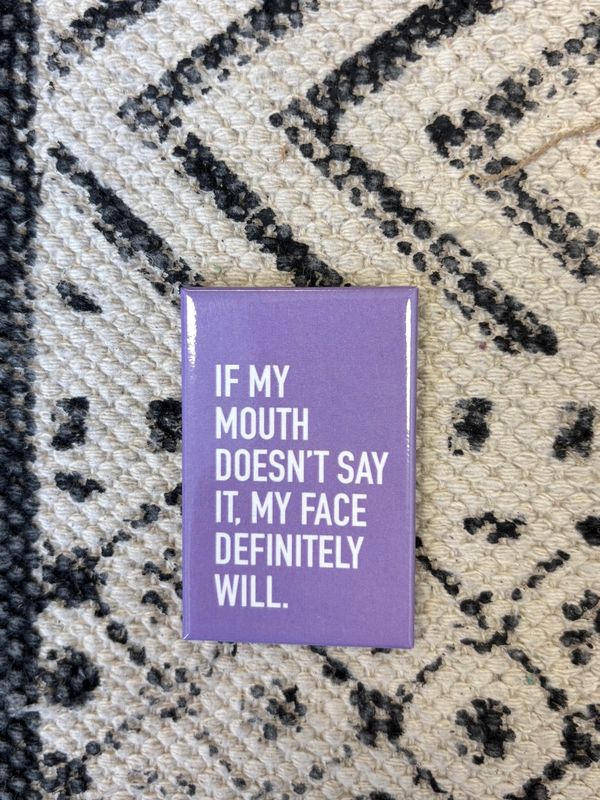 IF MY
MOUTH
DOESN'T SAY
IT, MY FACE
DEFINITELY
WILL.